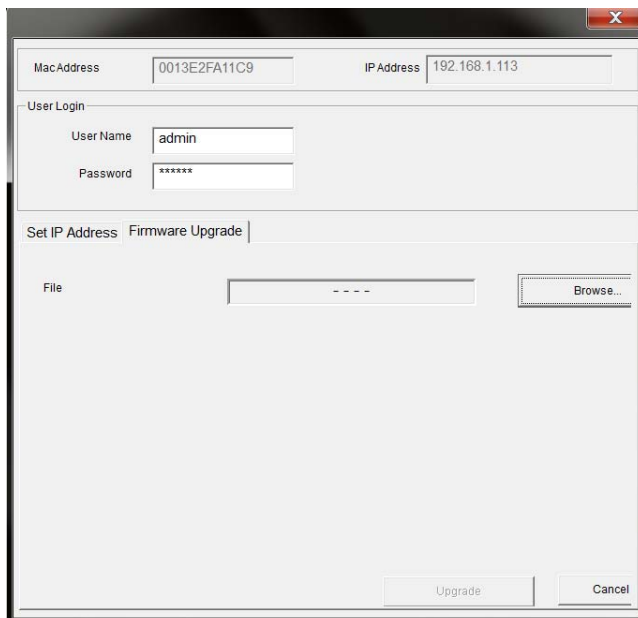 X
Mac Address 0013E2FA11C9 IP Address 192.168.1.113
User Login
User Name admin
Password ******
Set IP Address Firmware Upgrade
File ---- Browse...
Upgrade Cancel